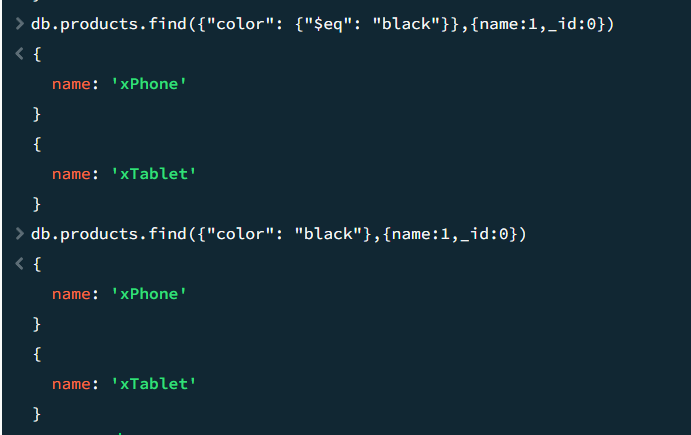 > db.products.find({"color": {"$eq": "black"}},{name:1,_id:0})
< {
name: 'xPhone'
}
{
name: 'xTablet'
}
> db.products.find({"color": "black"},{name:1,_id:0})
< {
name: 'xPhone'
}
{
name: 'xTablet'
}